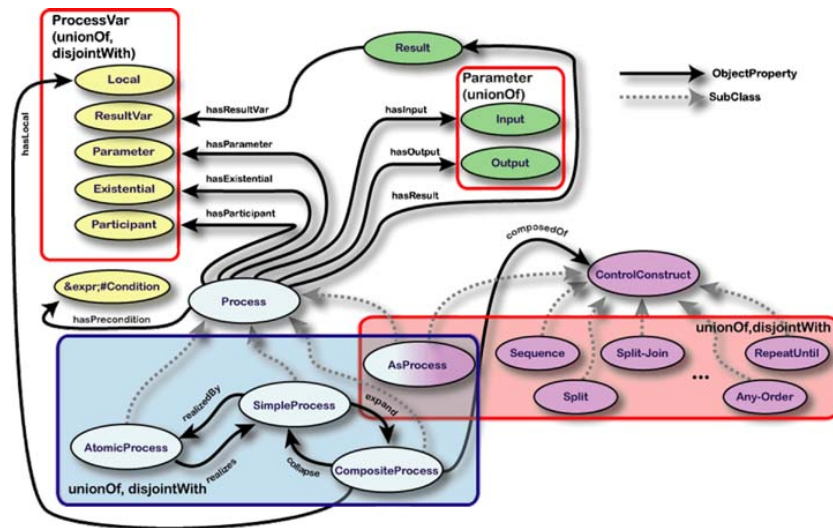 ProcessVar
(unionOf,
disjointWith)
Local
ResultVar
Parameter
Existential
Participant
hasLocal
Result
Parameter
(unionOf)
Input
Output
ObjectProperty
SubClass
hasResultVar
hasParameter
hasExistential
hasParticipant
hasInput
hasOutput
hasResult
composedOf
&expr;#Condition
hasPrecondition
Process
ControlConstruct
unionOf,disjointWith
AsProcess
Sequence
Split-Join
RepeatUntil
Split
...
Any-Order
SimpleProcess
realizedBy
expand
AtomicProcess
realizes
collapse
CompositeProcess
unionOf, disjointWith